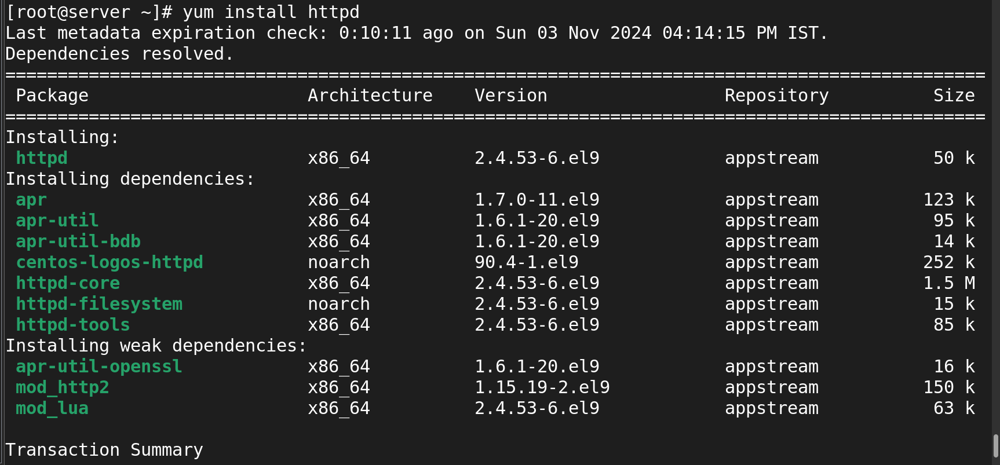 [root@server ~]# yum install httpd
Last metadata expiration check: 0:10:11 ago on Sun 03 Nov 2024 04:14:15 PM IST.
Dependencies resolved.
==============================================================================================
 Package                     Architecture    Version                 Repository          Size
==============================================================================================
Installing:
 httpd                       x86_64          2.4.53-6.el9            appstream           50 k
Installing dependencies:
 apr                         x86_64          1.7.0-11.el9            appstream          123 k
 apr-util                    x86_64          1.6.1-20.el9            appstream           95 k
 apr-util-bdb                x86_64          1.6.1-20.el9            appstream           14 k
 centos-logos-httpd          noarch          90.4-1.el9              appstream          252 k
 httpd-core                  x86_64          2.4.53-6.el9            appstream          1.5 M
 httpd-filesystem            noarch          2.4.53-6.el9            appstream           15 k
 httpd-tools                 x86_64          2.4.53-6.el9            appstream           85 k
Installing weak dependencies:
 apr-util-openssl            x86_64          1.6.1-20.el9            appstream           16 k
 mod_http2                   x86_64          1.15.19-2.el9           appstream          150 k
 mod_lua                     x86_64          2.4.53-6.el9            appstream           63 k

Transaction Summary